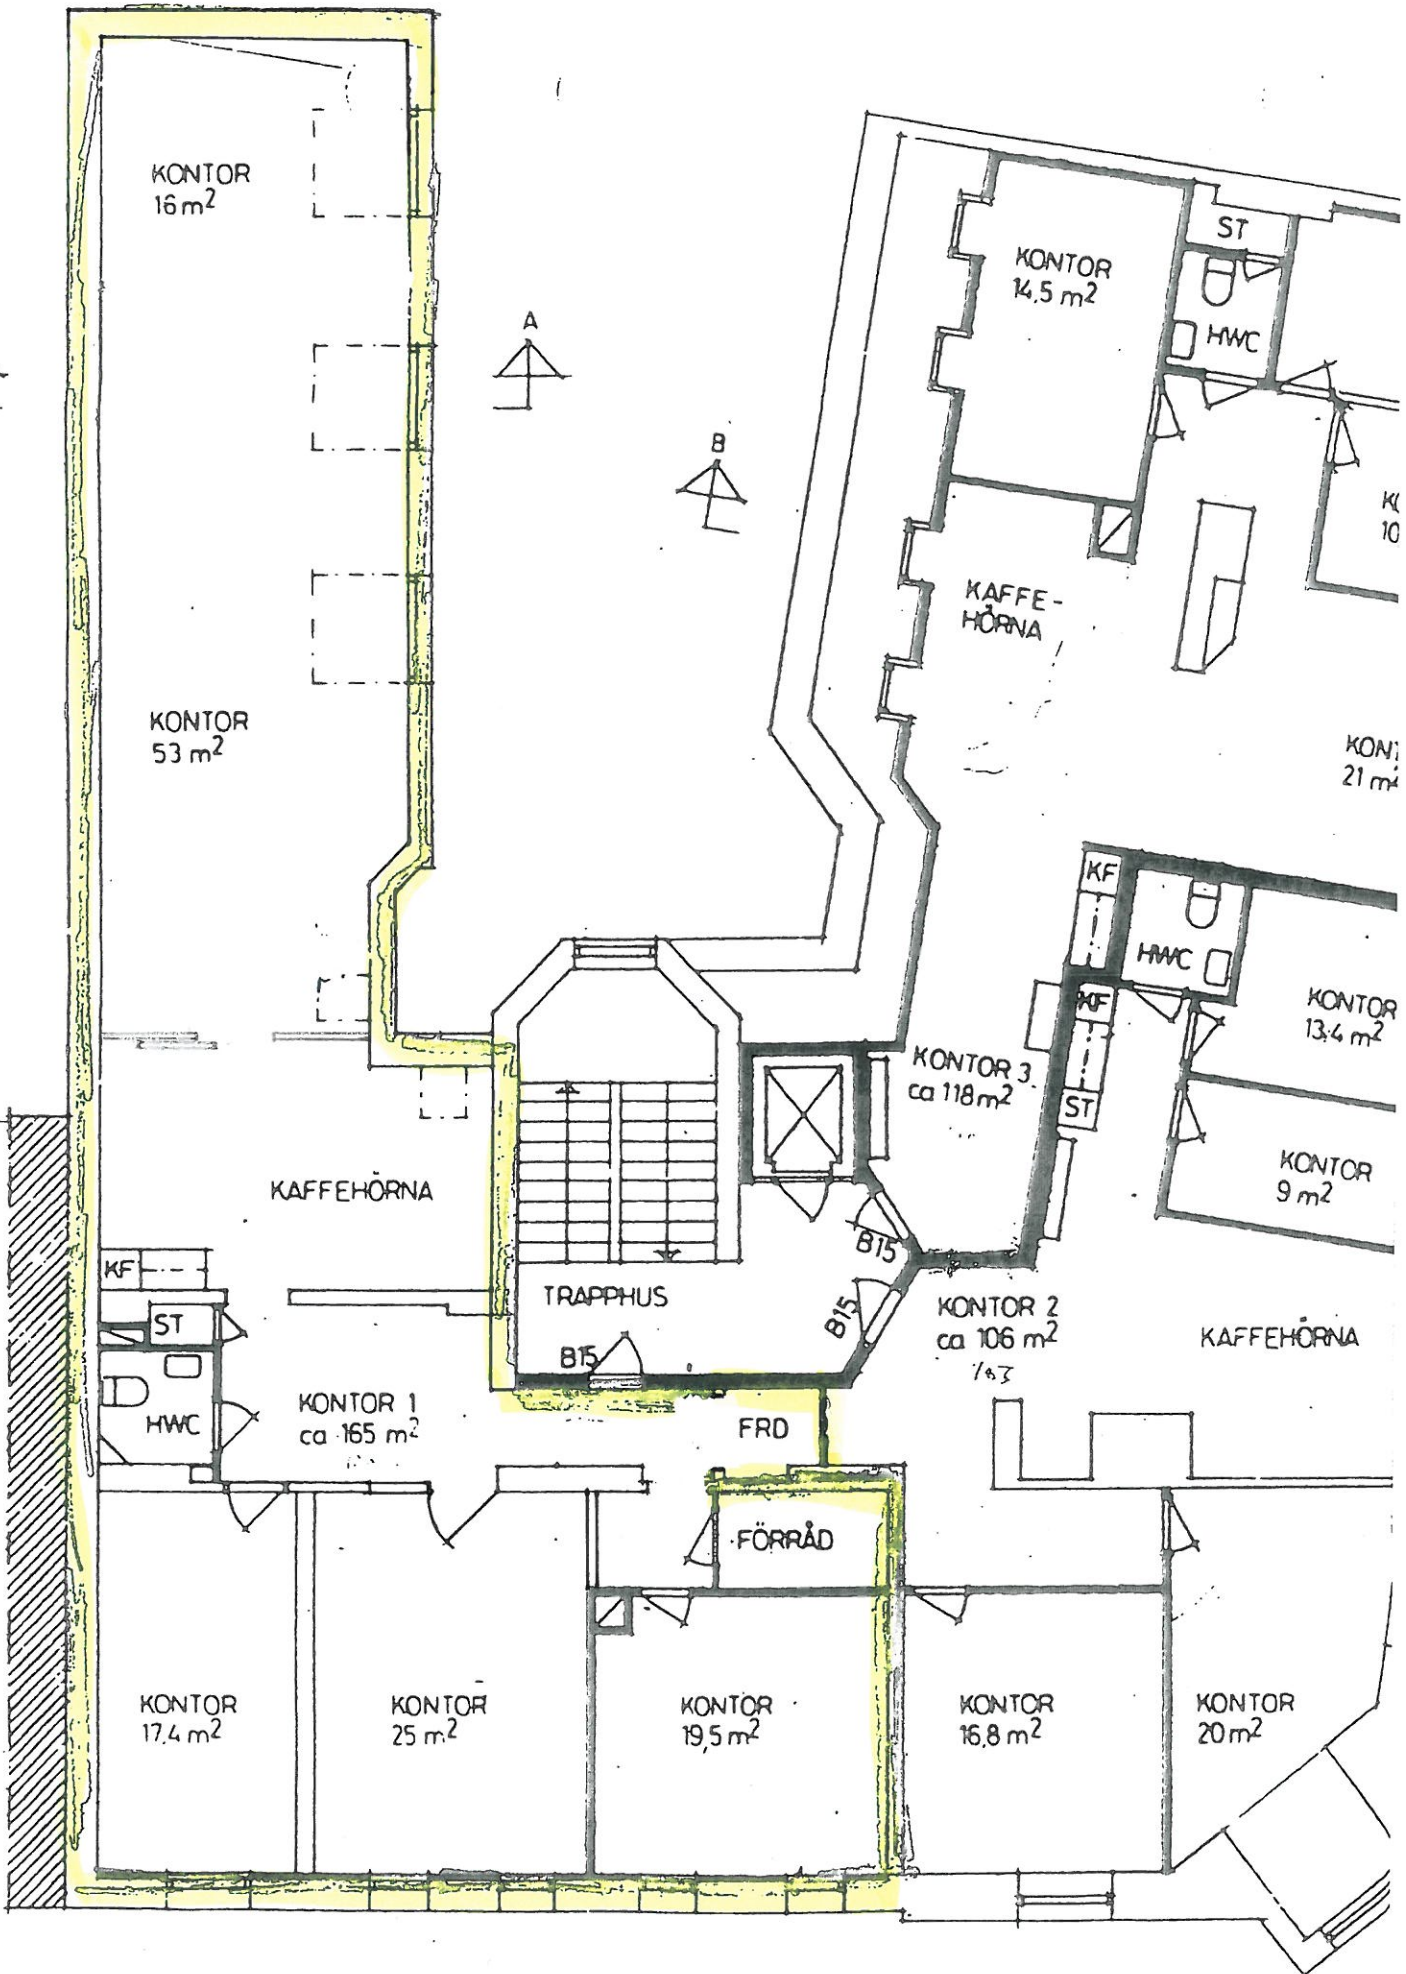 KONTOR
16 m²
A
B
KONTOR
14,5 m²
ST
HWC
KAFFE-
HÖRNA
10
KONTOR
53 m²
21 m²
KF
HWC
KF
ST
KONTOR
13,4 m²
KONTOR 3
ca 118 m²
KONTOR
9 m²
KAFFEHÖRNA
KF
ST
HWC
TRAPPHUS
B15
B15
B15
KONTOR 2
ca 106 m²
KAFFEHÖRNA
KONTOR 1
ca 165 m²
FRD
FÖRRÅD
KONTOR
17,4 m²
KONTOR
25 m²
KONTOR
19,5 m²
KONTOR
16,8 m²
KONTOR
20 m²